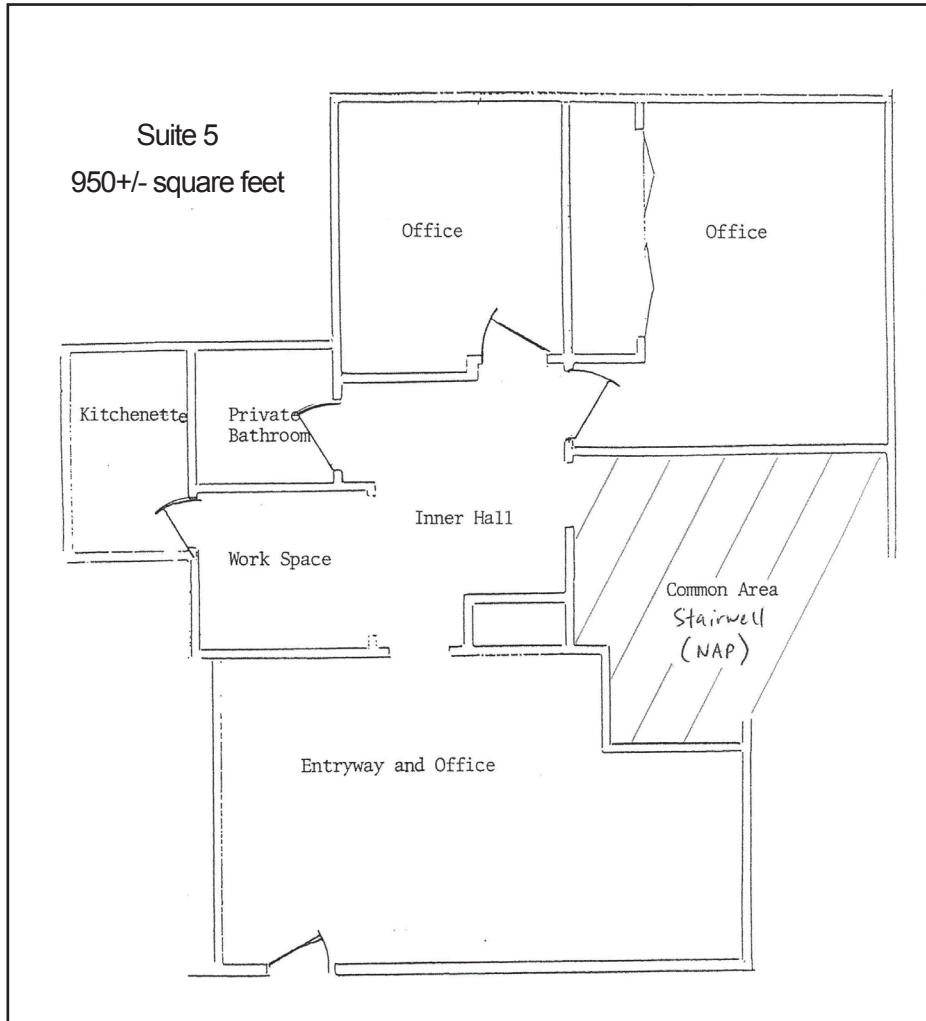 Suite 5
950+/- square feet
Office
Office
Kitchenette
Private
Bathroom
Inner Hall
Work Space
Common Area
Stairwell
(NAP)
Entryway and Office